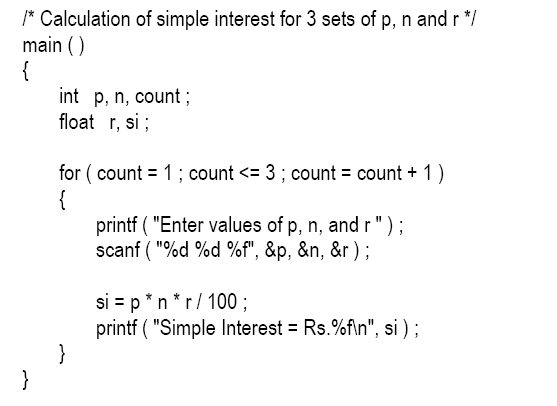 /* Calculation of simple interest for 3 sets of p, n and r */
main ( )
{
int p, n, count ;
float r, si ;
for ( count = 1 ; count <= 3 ; count = count + 1 )
{
printf ( "Enter values of p, n, and r " ) ;
scanf ( "%d %d %f", &p, &n, &r ) ;
si = p * n * r / 100 ;
printf ( "Simple Interest = Rs.%f\n", si ) ;
}
}